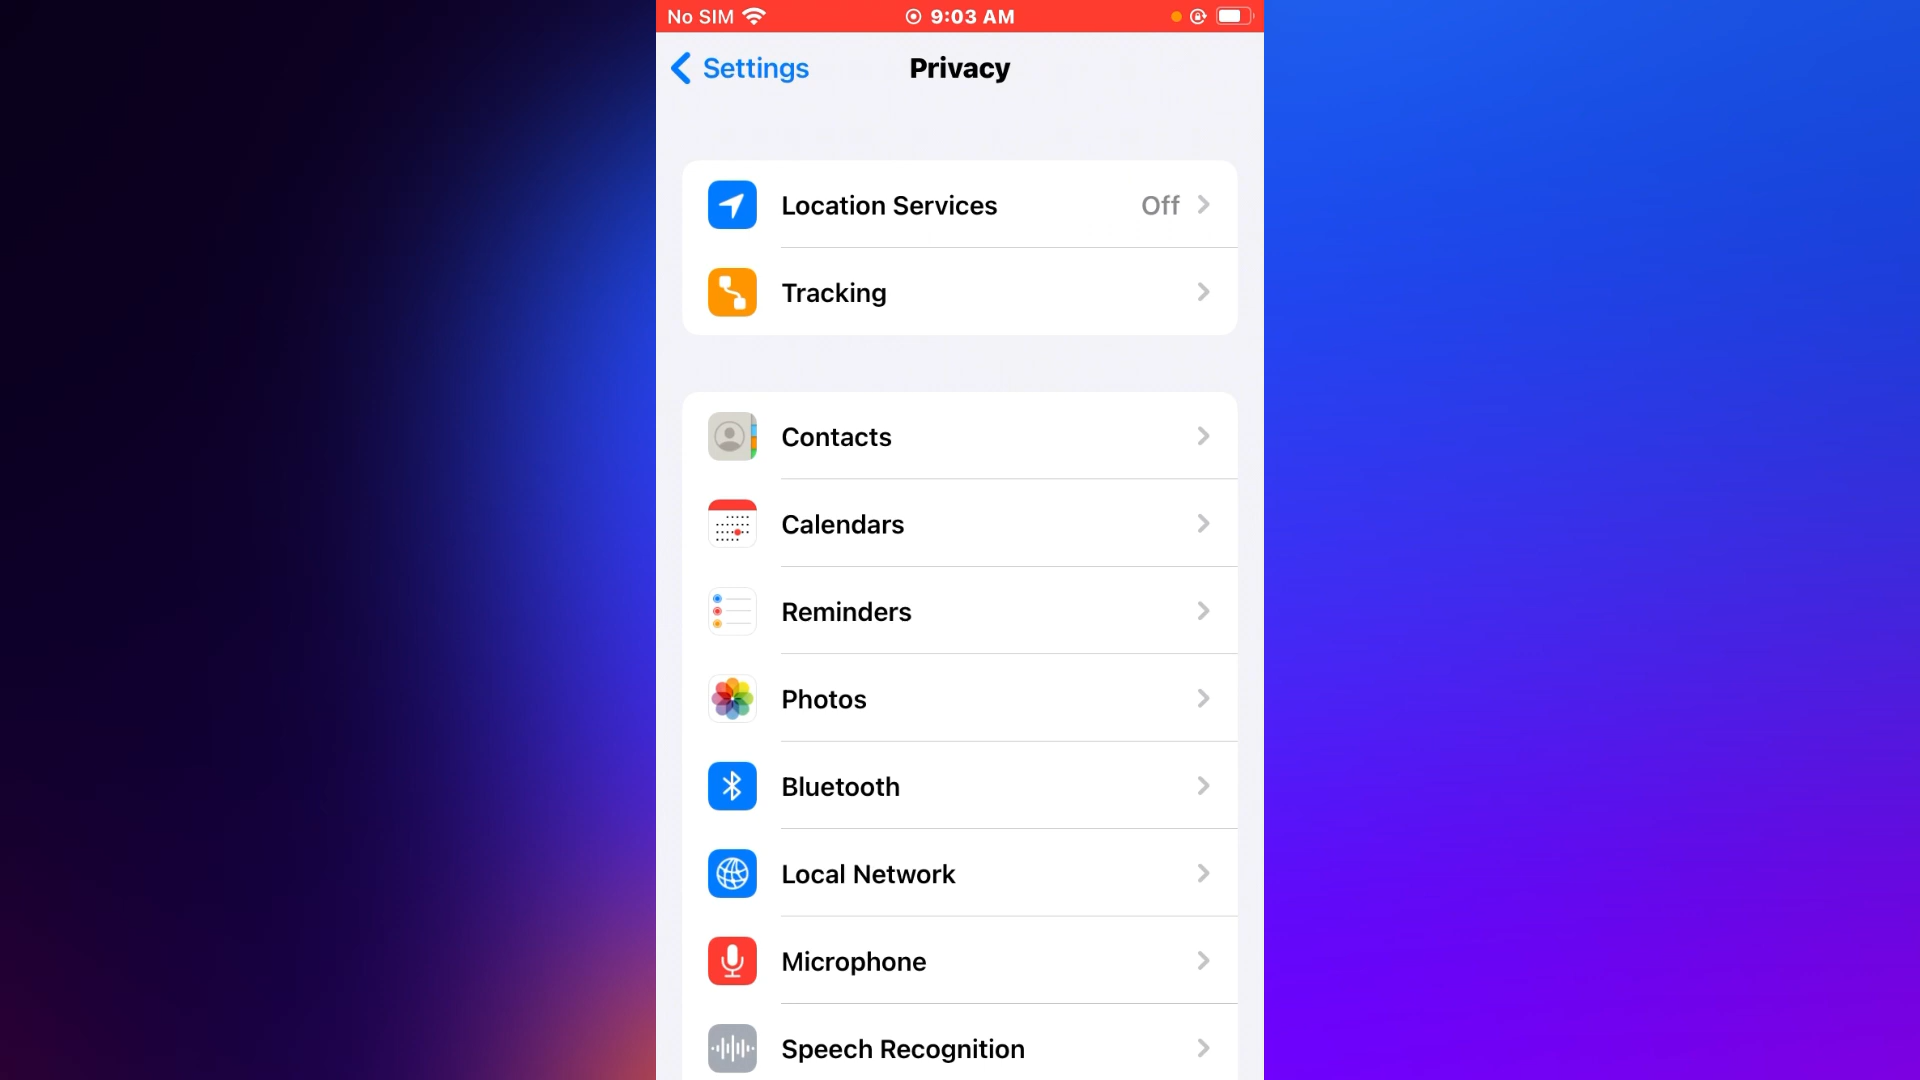 No SIM 9:03 AM
Settings Privacy
Location Services Off
Tracking
Contacts
Calendars
Reminders
Photos
Bluetooth
Local Network
Microphone
Speech Recognition